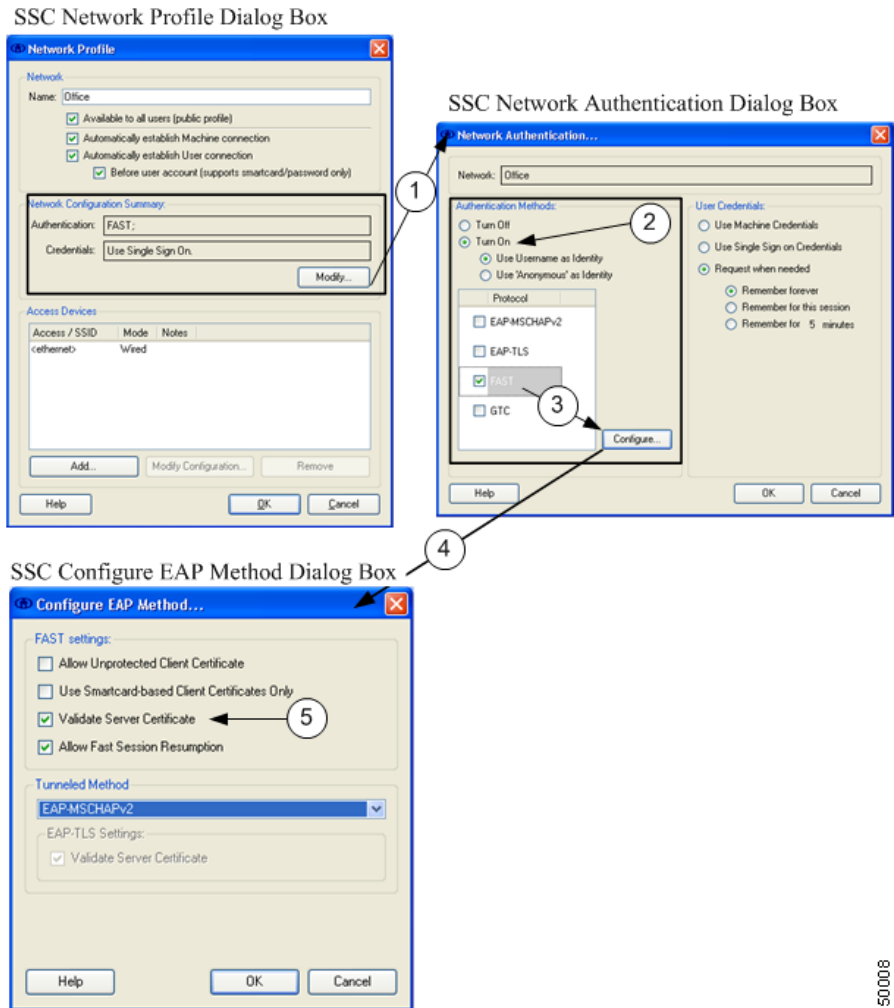 SSC Network Profile Dialog Box
Network Profile
Network
Name: Office
Available to all users (public profile)
Automatically establish Machine connection
Automatically establish User connection
Before user account (supports smartcard/password only)
Network Configuration Summary:
Authentication: FAST;
Credentials: Use Single Sign On.
Modify...
Access Devices
Access / SSID Mode Notes
<ethernet> Wired
Add... Modify Configuration... Remove
Help OK Cancel
1
SSC Network Authentication Dialog Box
Network Authentication...
Network: Office
Authentication Methods:
Turn Off
Turn On
2
Use Username as Identity
Use 'Anonymous' as Identity
Protocol
EAP-MSCHAPv2
EAP-TLS
FAST
GTC
3
Configure...
User Credentials:
Use Machine Credentials
Use Single Sign on Credentials
Request when needed
Remember forever
Remember for this session
Remember for 5 minutes
Help OK Cancel
4
SSC Configure EAP Method Dialog Box
Configure EAP Method...
FAST settings:
Allow Unprotected Client Certificate
Use Smartcard-based Client Certificates Only
Validate Server Certificate
5
Allow Fast Session Resumption
Tunneled Method
EAP-MSCHAPv2
EAP-TLS Settings:
Validate Server Certificate
Help OK Cancel
50008